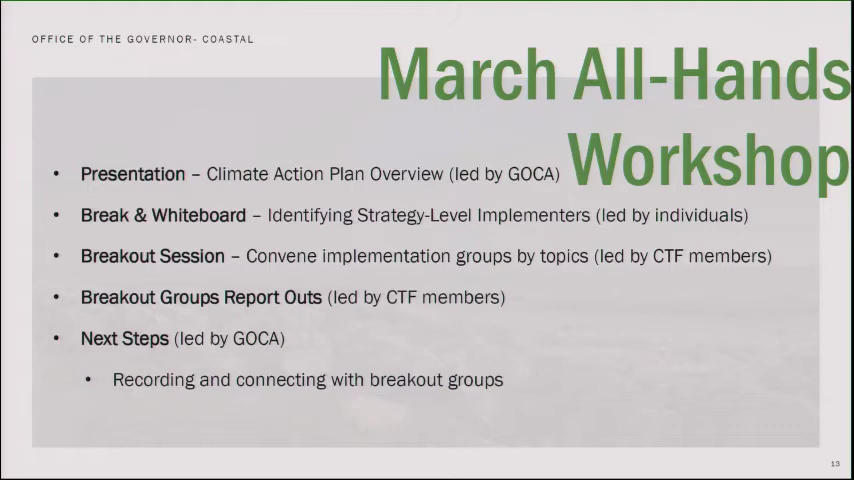 OFFICE OF THE GOVERNOR- COASTAL
March All-Hands
Workshop
• Presentation – Climate Action Plan Overview (led by GOCA)
• Break & Whiteboard – Identifying Strategy-Level Implementers (led by individuals)
• Breakout Session – Convene implementation groups by topics (led by CTF members)
• Breakout Groups Report Outs (led by CTF members)
• Next Steps (led by GOCA)
• Recording and connecting with breakout groups
13